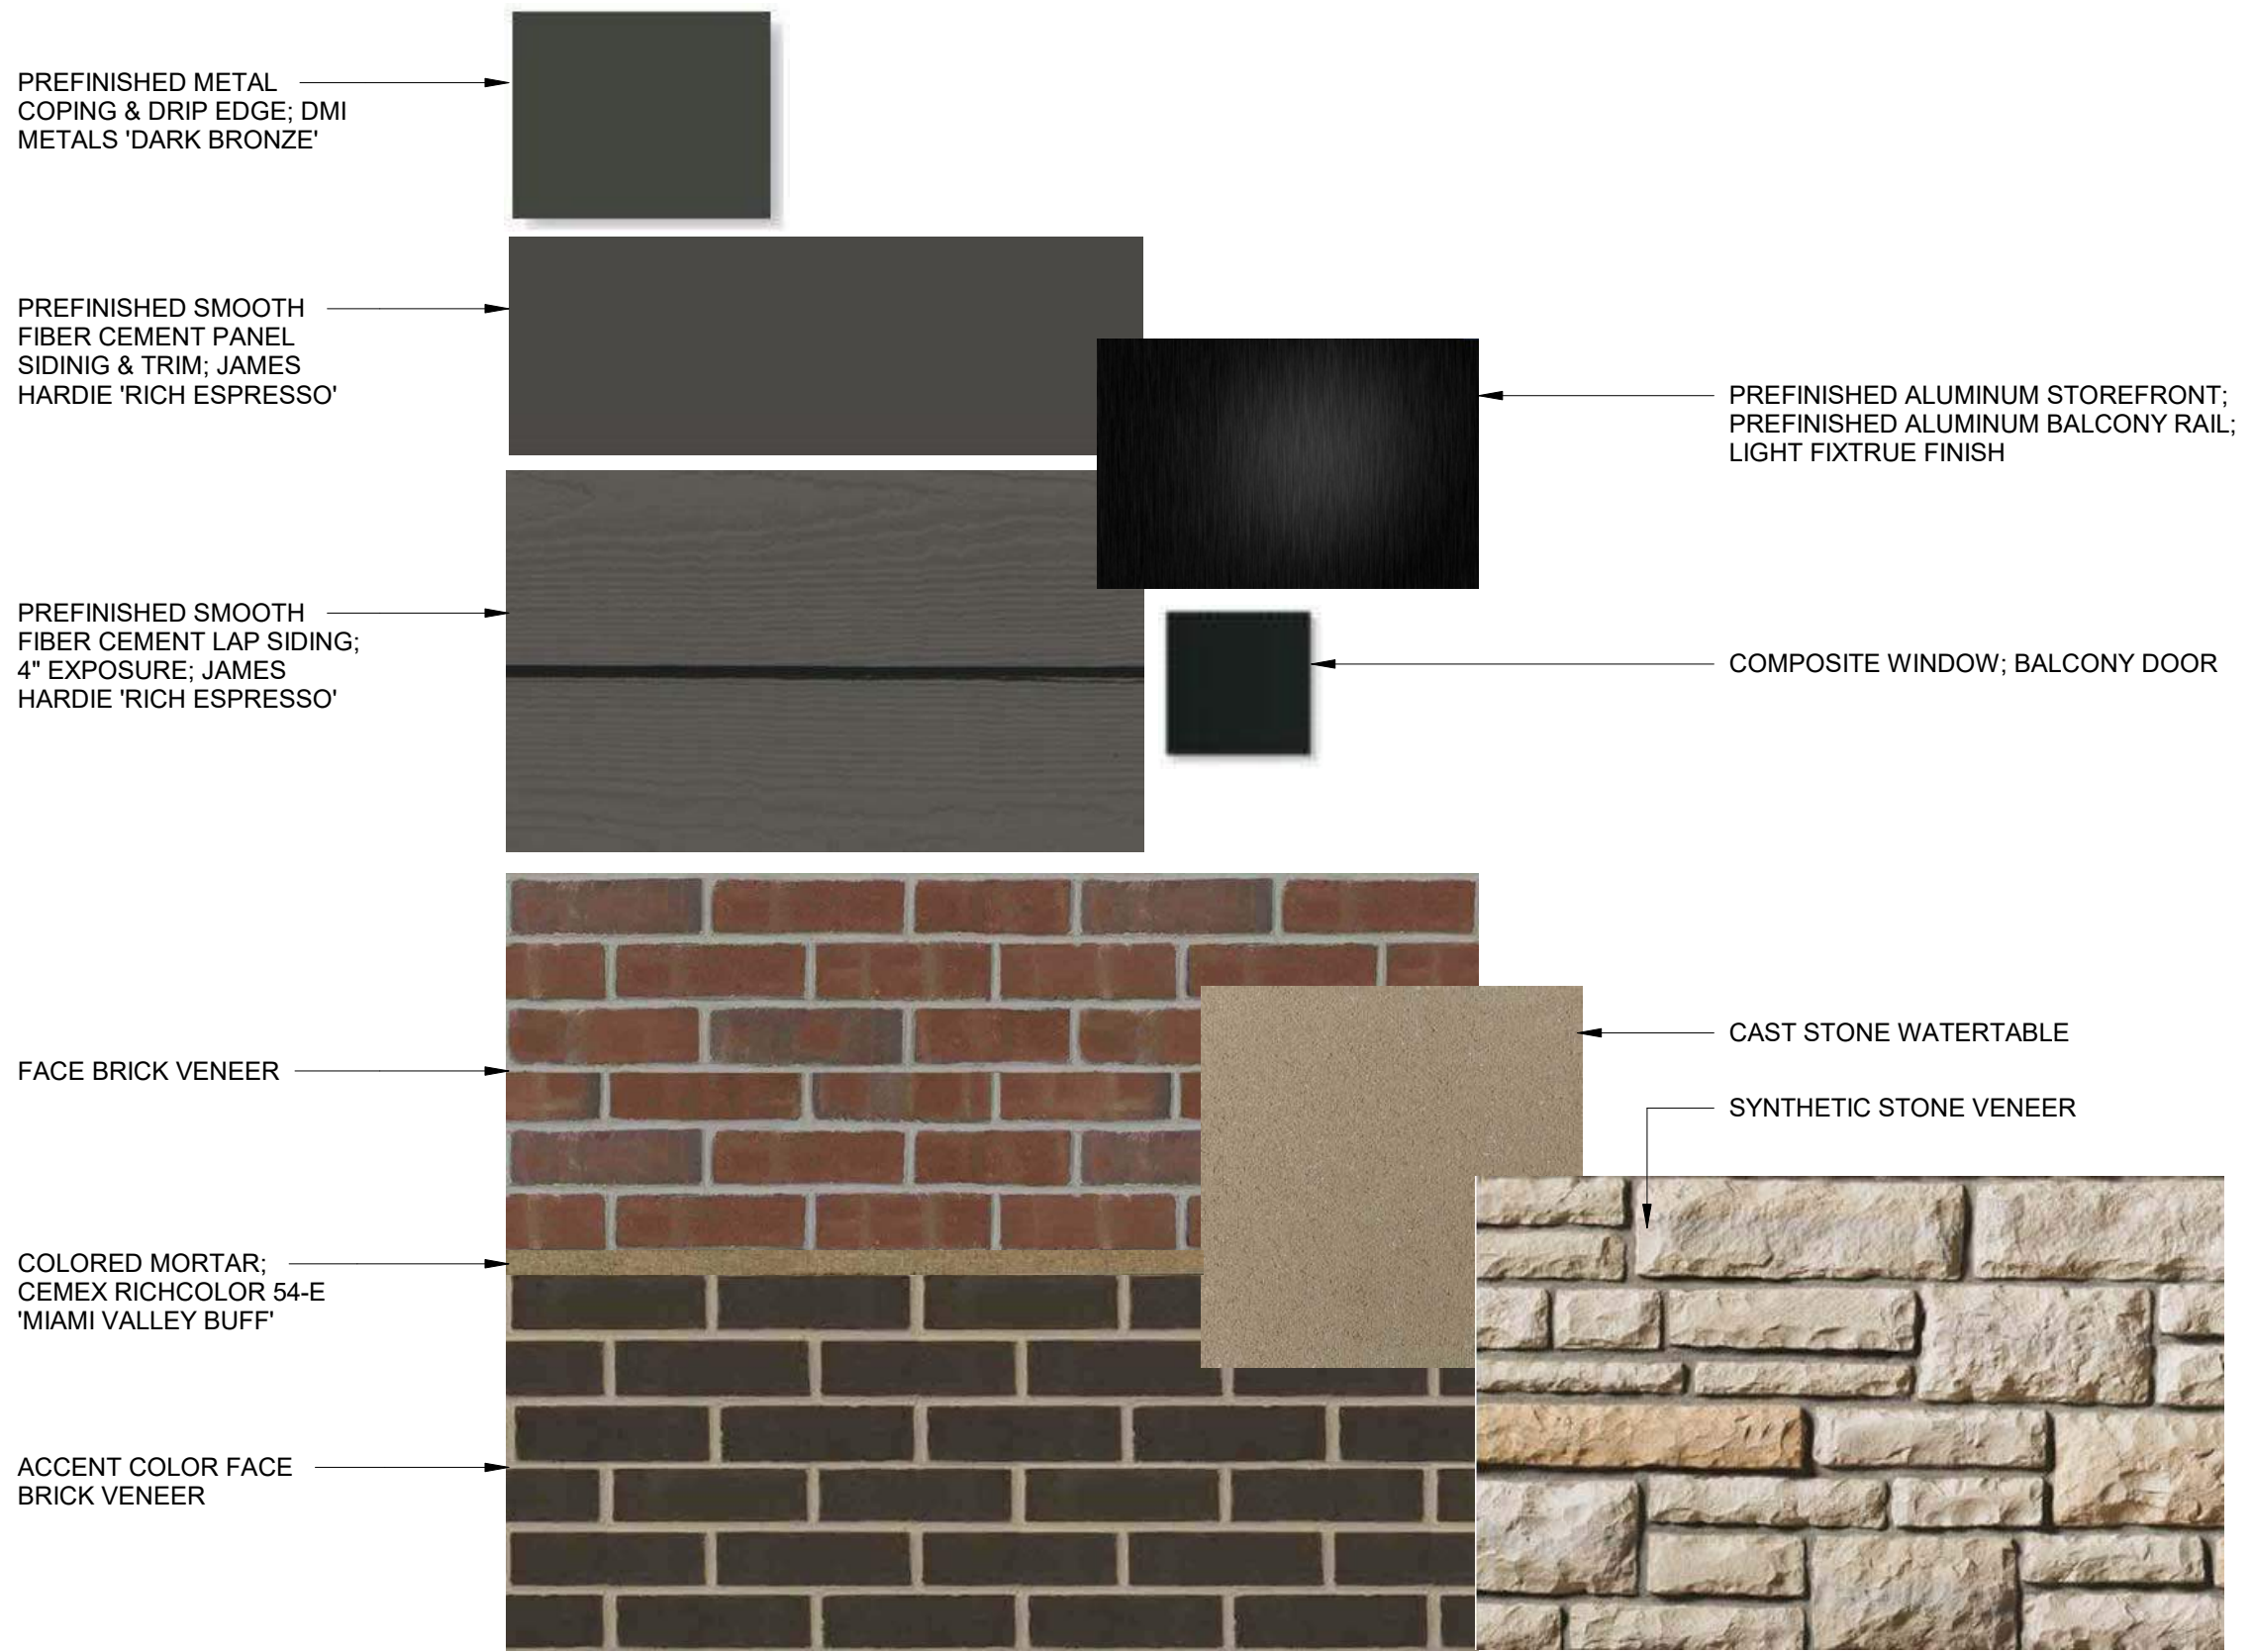 PREFINISHED METAL
COPING & DRIP EDGE; DMI
METALS 'DARK BRONZE'
PREFINISHED SMOOTH
FIBER CEMENT PANEL
SIDINIG & TRIM; JAMES
HARDIE 'RICH ESPRESSO'
PREFINISHED ALUMINUM STOREFRONT;
PREFINISHED ALUMINUM BALCONY RAIL;
LIGHT FIXTRUE FINISH
PREFINISHED SMOOTH
FIBER CEMENT LAP SIDING;
4" EXPOSURE; JAMES
HARDIE 'RICH ESPRESSO'
COMPOSITE WINDOW; BALCONY DOOR
FACE BRICK VENEER
CAST STONE WATERTABLE
SYNTHETIC STONE VENEER
COLORED MORTAR;
CEMEX RICHCOLOR 54-E
'MIAMI VALLEY BUFF'
ACCENT COLOR FACE
BRICK VENEER